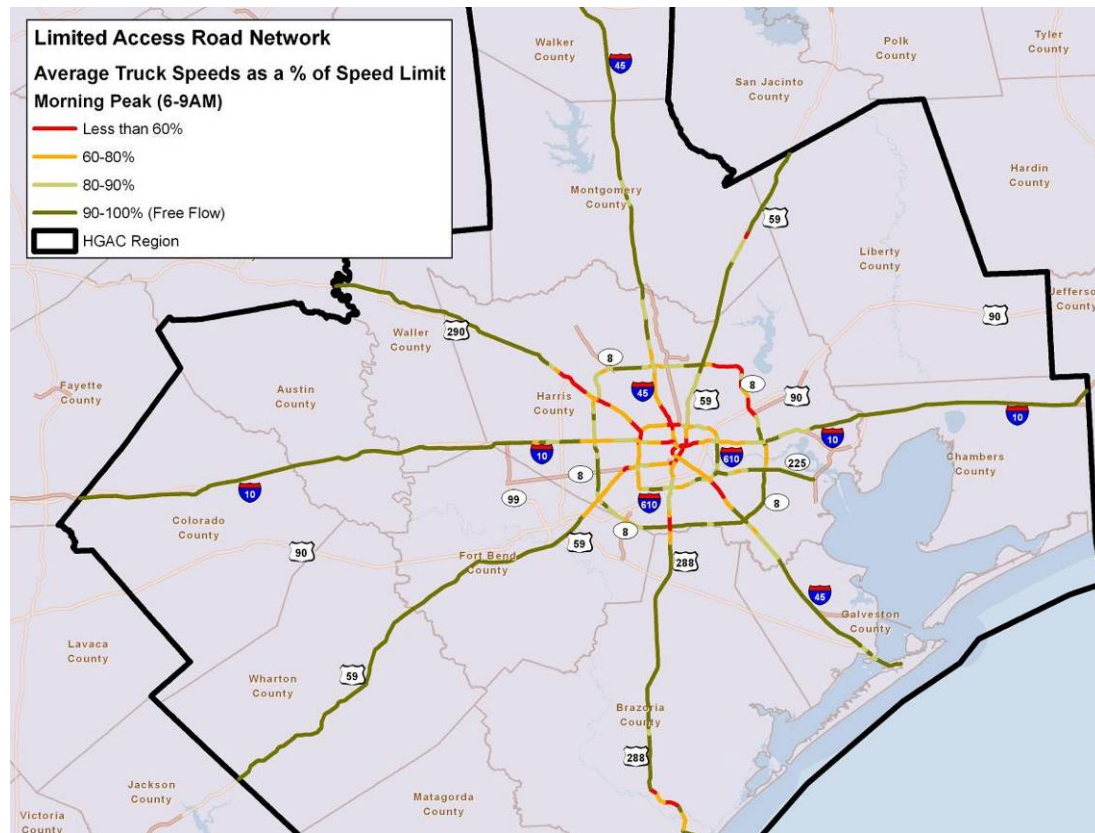 Limited Access Road Network
Average Truck Speeds as a % of Speed Limit
Morning Peak (6-9AM)
Less than 60%
60-80%
80-90%
90-100% (Free Flow)
HGAC Region
Walker
County
45
Polk
County
Tyler
County
San Jacinto
County
Hardin
County
Montgomery
County
59
Liberty
County
Jefferson
County
90
290
Waller
County
Fayette
County
Austin
County
Harris
County
8
45
59
8
90
10
10
10
Chambers
County
610
225
8
99
610
8
8
10
Colorado
County
90
59
Fort Bend
County
288
45
Galveston
County
Lavaca
County
59
Wharton
County
Brazoria
County
288
Jackson
County
Matagorda
County
Victoria
County